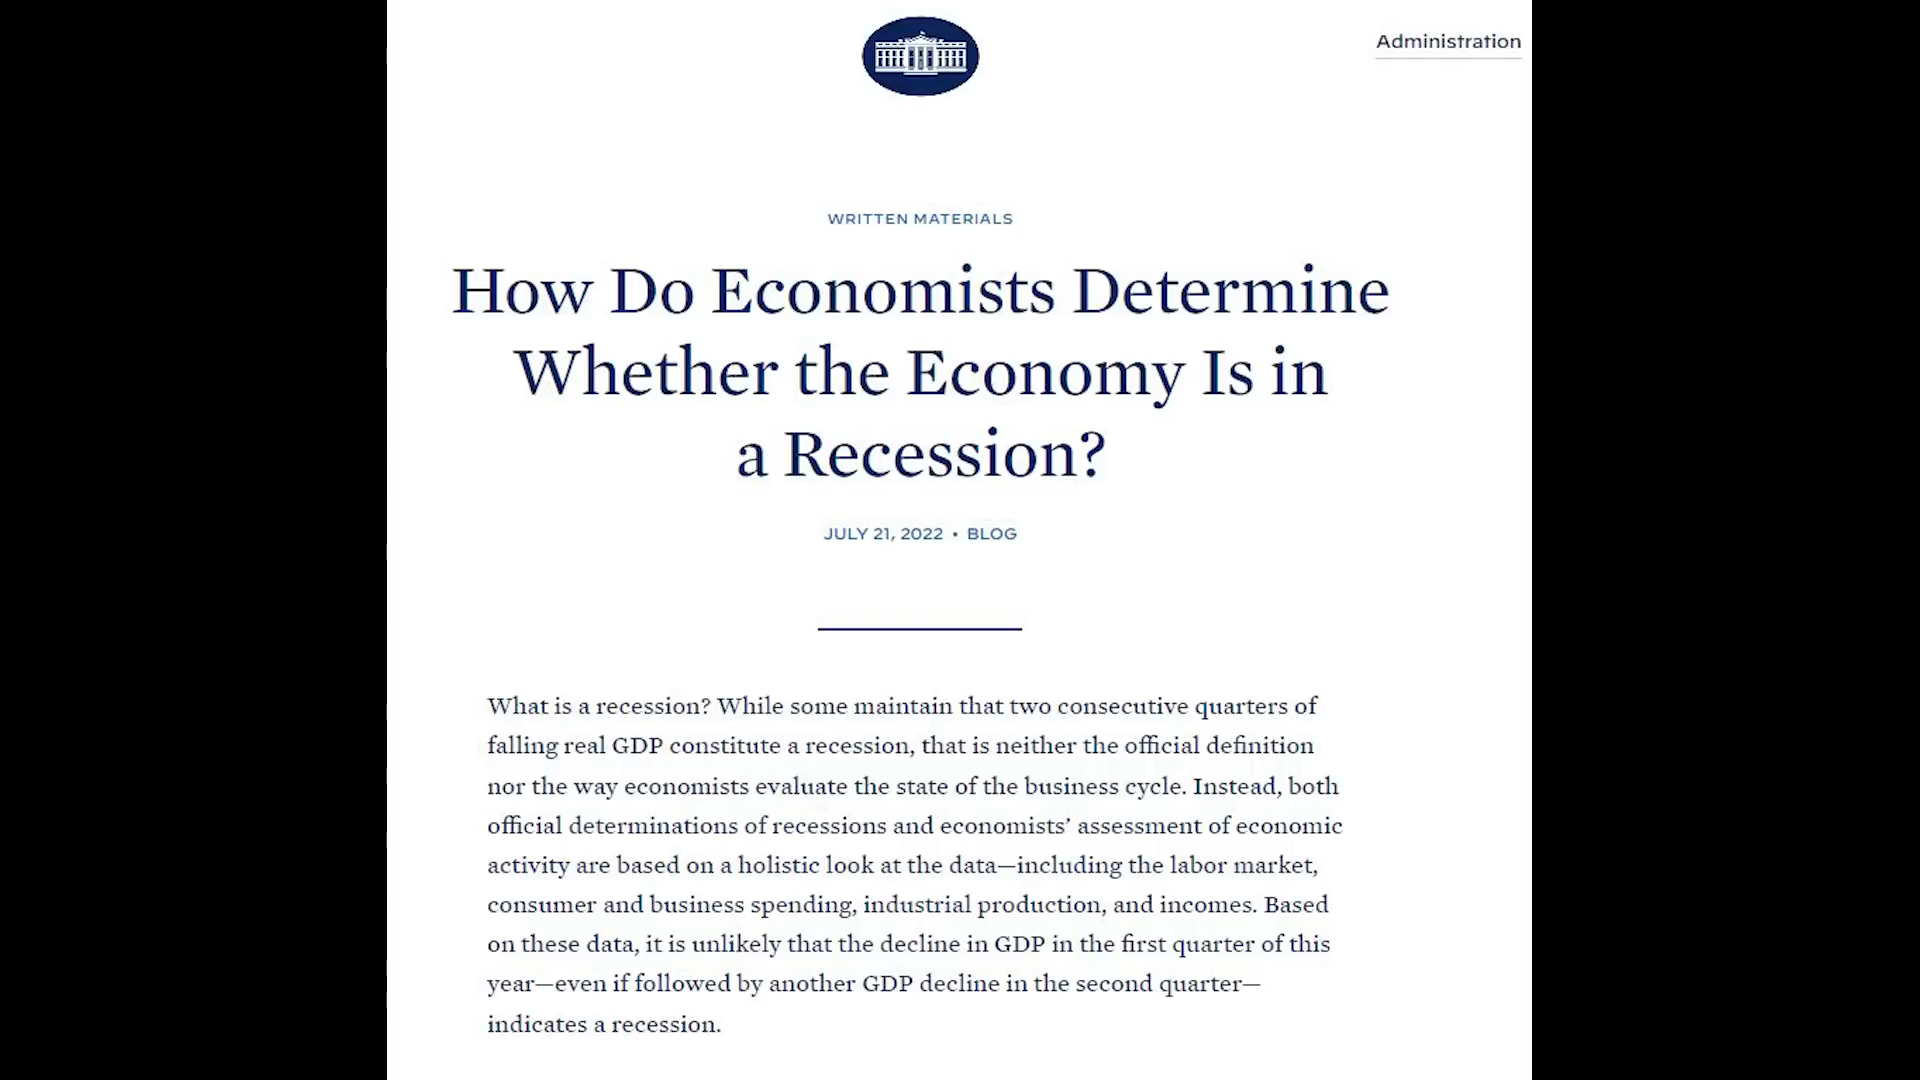 Administration
WRITTEN MATERIALS
How Do Economists Determine
Whether the Economy Is in
a Recession?
JULY 21, 2022 • BLOG
What is a recession? While some maintain that two consecutive quarters of
falling real GDP constitute a recession, that is neither the official definition
nor the way economists evaluate the state of the business cycle. Instead, both
official determinations of recessions and economists’ assessment of economic
activity are based on a holistic look at the data—including the labor market,
consumer and business spending, industrial production, and incomes. Based
on these data, it is unlikely that the decline in GDP in the first quarter of this
year—even if followed by another GDP decline in the second quarter—
indicates a recession.